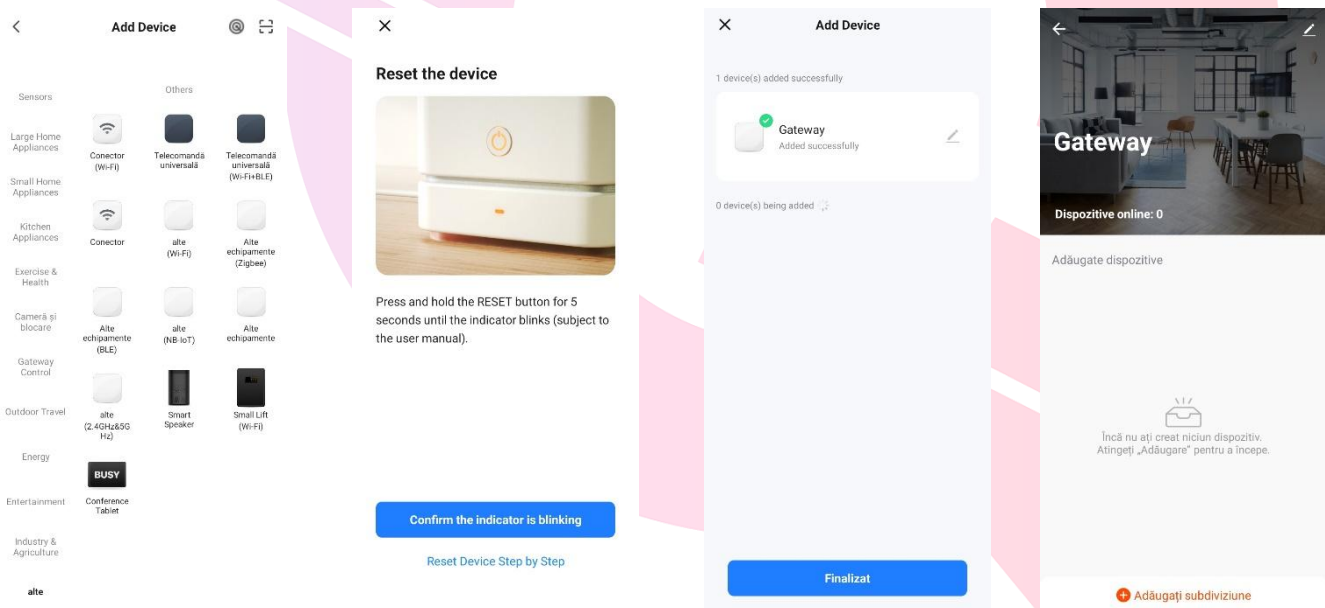 Add Device
Sensors
Large Home
Appliances
Small Home
Appliances
Kitchen
Appliances
Exercise &
Health
Cameră și
blocare
Gateway
Control
Outdoor Travel
Energy
Entertainment
Industry &
Agriculture
alte
Others
Conector
(Wi-Fi)
Telecomandă
universală
Telecomandă
universală
(Wi-Fi+BLE)
Conector
alte
(Wi-Fi)
Alte
echipamente
(Zigbee)
Alte
echipamente
(BLE)
alte
(NB-IoT)
Alte
echipamente
alte
(2.4GHz&5G
Hz)
Smart
Speaker
Small Lift
(Wi-Fi)
BUSY
Conference
Tablet
Reset the device
Press and hold the RESET button for 5
seconds until the indicator blinks (subject to
the user manual).
Confirm the indicator is blinking
Reset Device Step by Step
Add Device
1 device(s) added successfully
Gateway
Added successfully
0 device(s) being added
Finalizat
Gateway
Dispozitive online: 0
Adăugate dispozitive
Încă nu ați creat niciun dispozitiv.
Atingeți „Adăugare” pentru a începe.
Adăugați subdiviziune